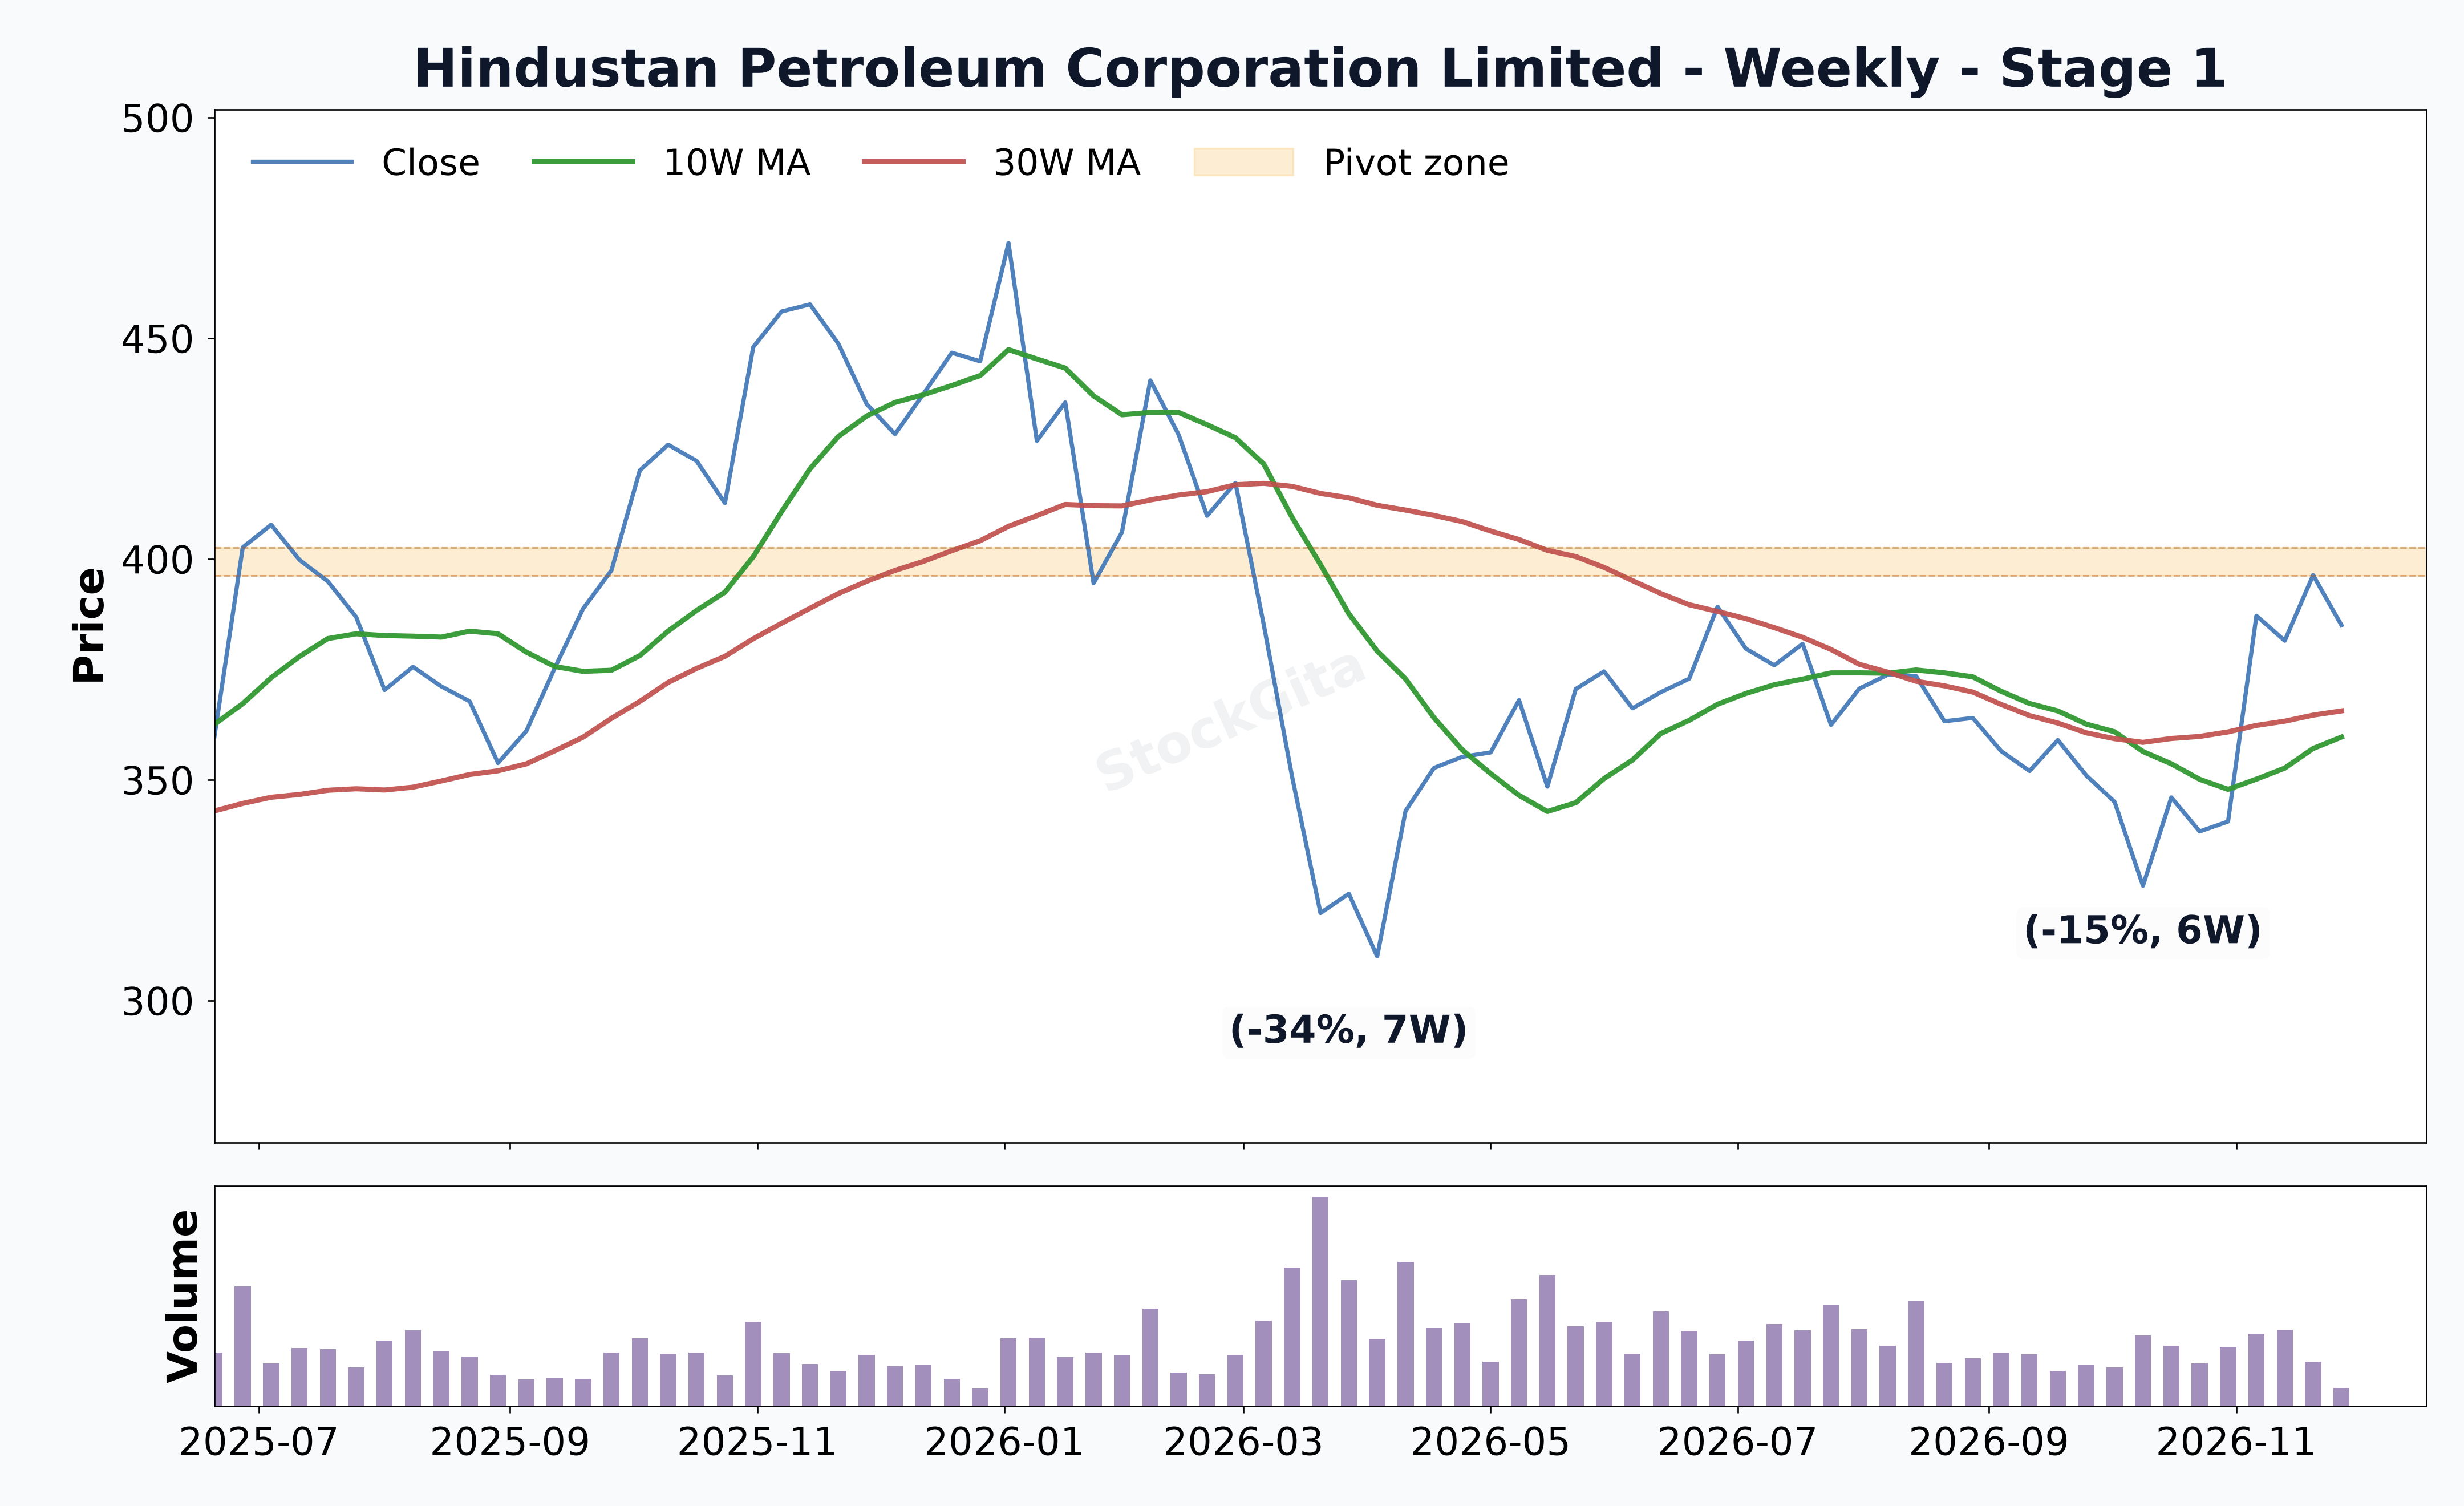 Hindustan Petroleum Corporation Limited - Weekly - Stage 1
500
450
400
350
300
Price
Close 10W MA 30W MA Pivot zone
StockGita
(-34%, 7W)
(-15%, 6W)
Volume
2025-07 2025-09 2025-11 2026-01 2026-03 2026-05 2026-07 2026-09 2026-11